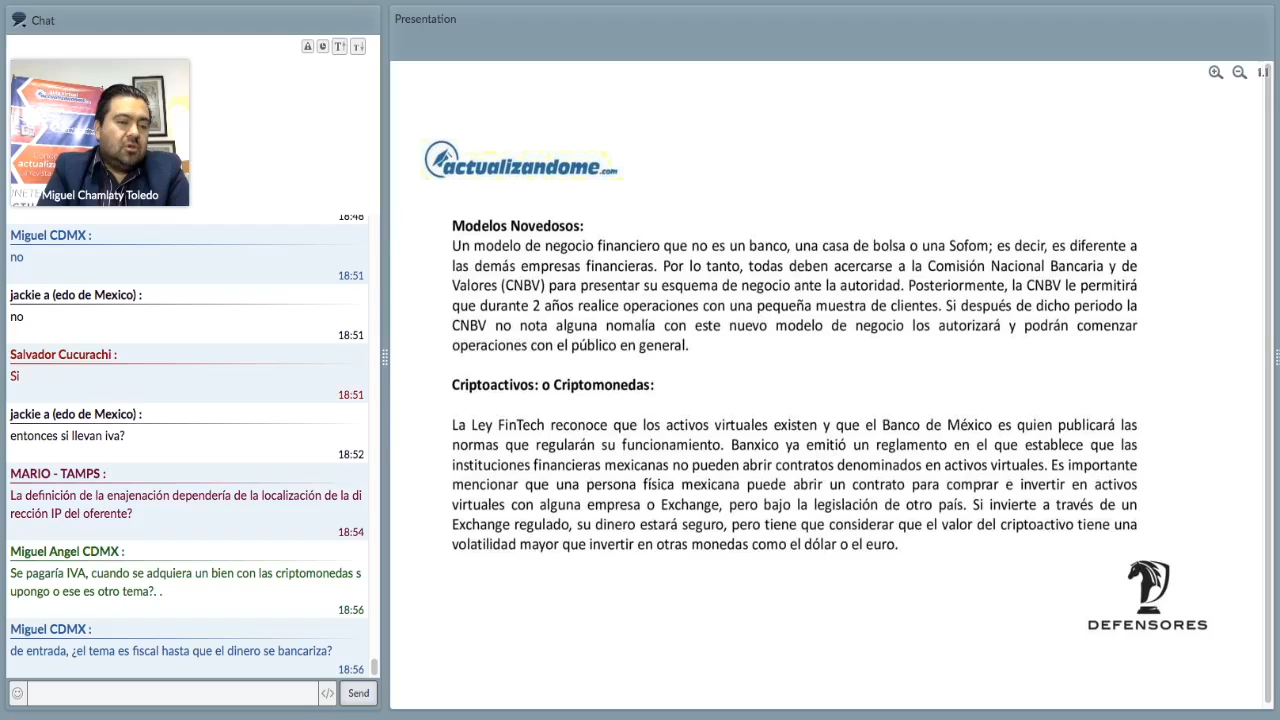 Chat
Miguel Chamlaty Toledo
18:48
Miguel CDMX :
no
18:51
jackie a (edo de Mexico) :
no
18:51
Salvador Cucurachi :
Si
18:51
jackie a (edo de Mexico) :
entonces si llevan iva?
18:52
MARIO - TAMPS :
La definición de la enajenación dependería de la localización de la di
rección IP del oferente?
18:54
Miguel Angel CDMX :
Se pagaría IVA, cuando se adquiera un bien con las criptomonedas s
upongo o ese es otro tema?. .
18:56
Miguel CDMX :
de entrada, ¿el tema es fiscal hasta que el dinero se bancariza?
18:56
Send
Presentation
actualizandome.com
Modelos Novedosos:
Un modelo de negocio financiero que no es un banco, una casa de bolsa o una Sofom; es decir, es diferente a
las demás empresas financieras. Por lo tanto, todas deben acercarse a la Comisión Nacional Bancaria y de
Valores (CNBV) para presentar su esquema de negocio ante la autoridad. Posteriormente, la CNBV le permitirá
que durante 2 años realice operaciones con una pequeña muestra de clientes. Si después de dicho periodo la
CNBV no nota alguna nomalía con este nuevo modelo de negocio los autorizará y podrán comenzar
operaciones con el público en general.
Criptoactivos: o Criptomonedas:
La Ley FinTech reconoce que los activos virtuales existen y que el Banco de México es quien publicará las
normas que regularán su funcionamiento. Banxico ya emitió un reglamento en el que establece que las
instituciones financieras mexicanas no pueden abrir contratos denominados en activos virtuales. Es importante
mencionar que una persona física mexicana puede abrir un contrato para comprar e invertir en activos
virtuales con alguna empresa o Exchange, pero bajo la legislación de otro país. Si invierte a través de un
Exchange regulado, su dinero estará seguro, pero tiene que considerar que el valor del criptoactivo tiene una
volatilidad mayor que invertir en otras monedas como el dólar o el euro.
DEFENSORES